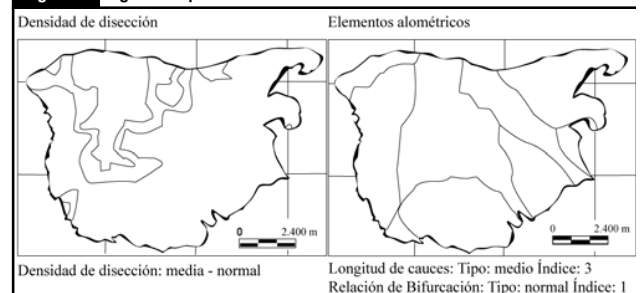 Densidad de disección
Elementos alométricos
0 2.400 m
0 2.400 m
Densidad de disección: media - normal
Longitud de cauces: Tipo: medio Índice: 3
Relación de Bifurcación: Tipo: normal Índice: 1